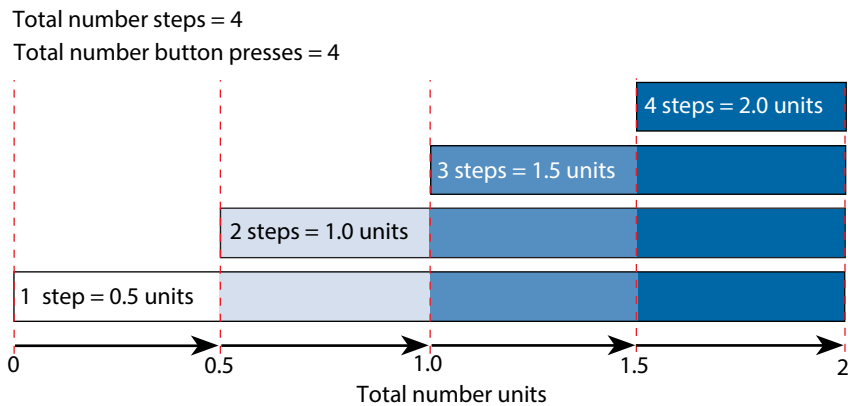 Total number steps = 4
Total number button presses = 4
4 steps = 2.0 units
3 steps = 1.5 units
2 steps = 1.0 units
1 step = 0.5 units
0 0.5 1.0 1.5 2
Total number units